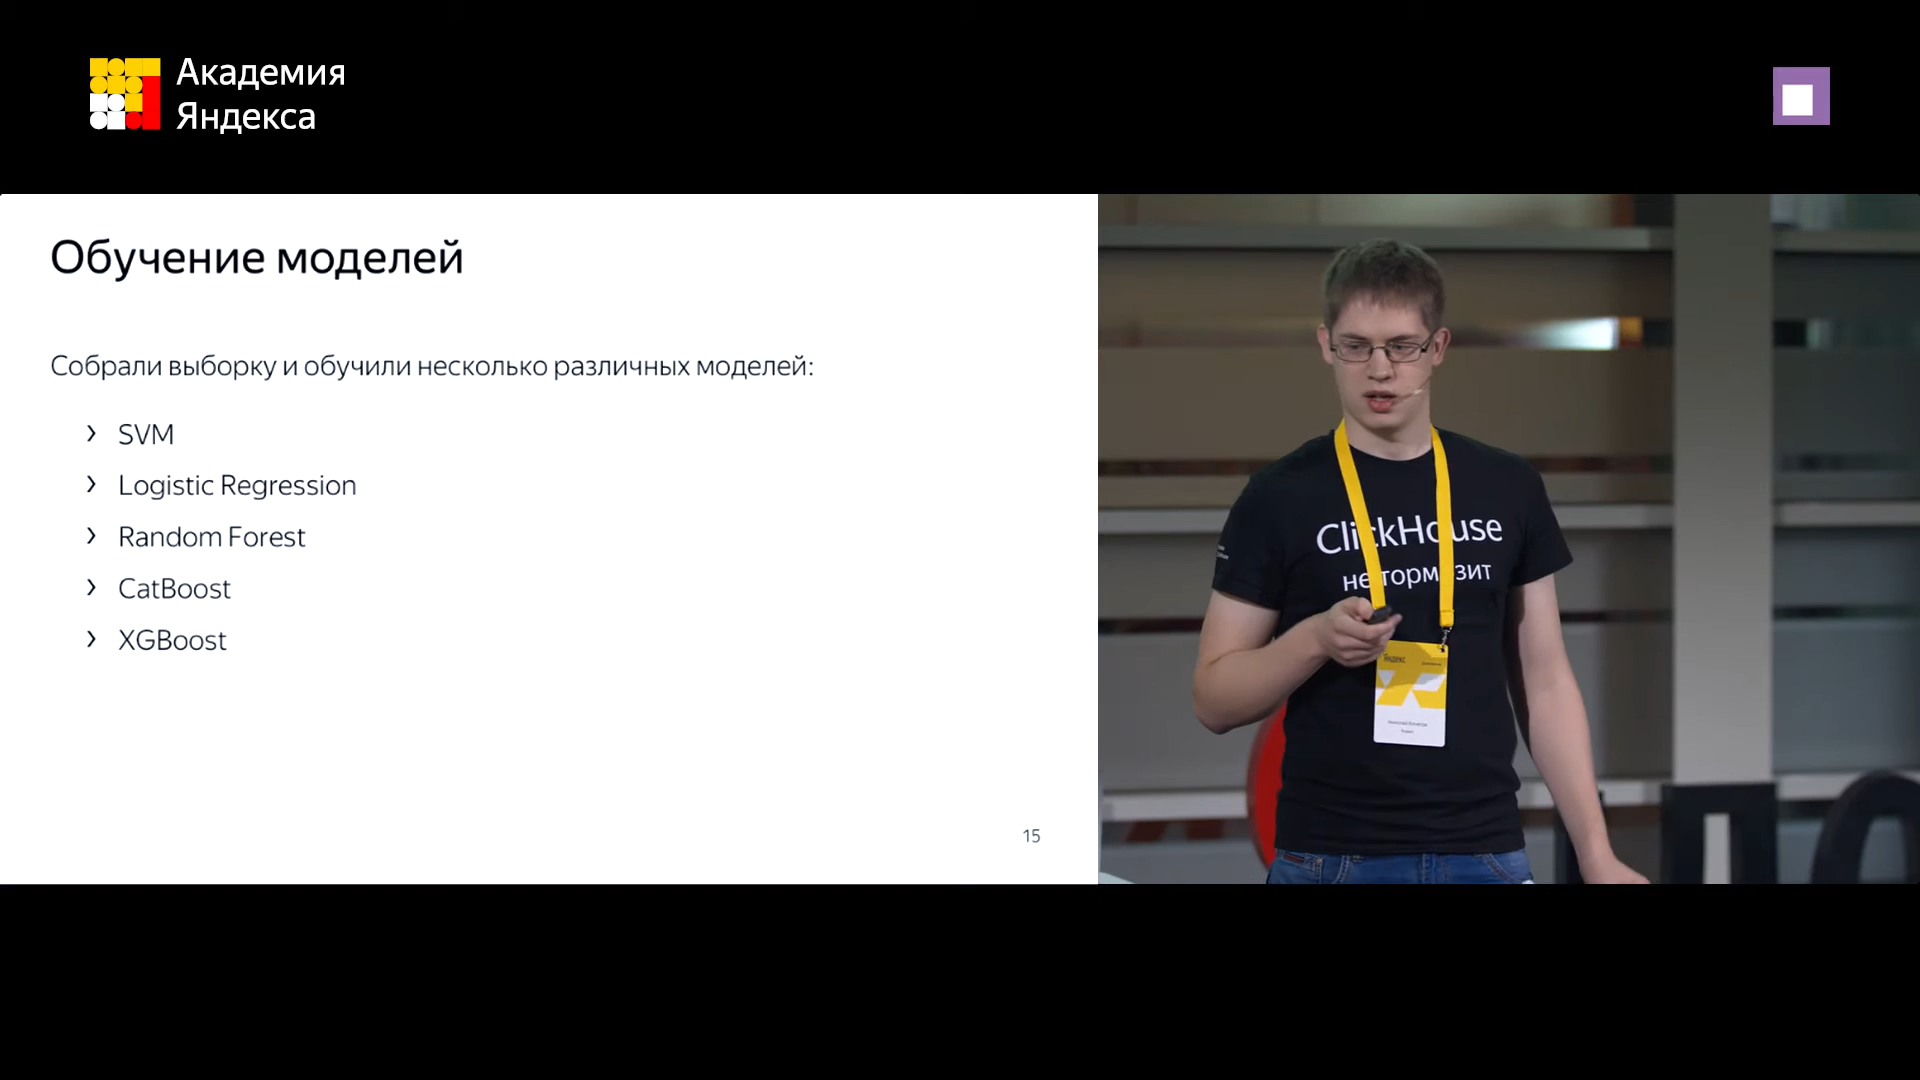 Академия
Яндекса
Обучение моделей
Собрали выборку и обучили несколько различных моделей:
› SVM
› Logistic Regression
› Random Forest
› CatBoost
› XGBoost
15
ClickHouse
не тормозит
Яндекс